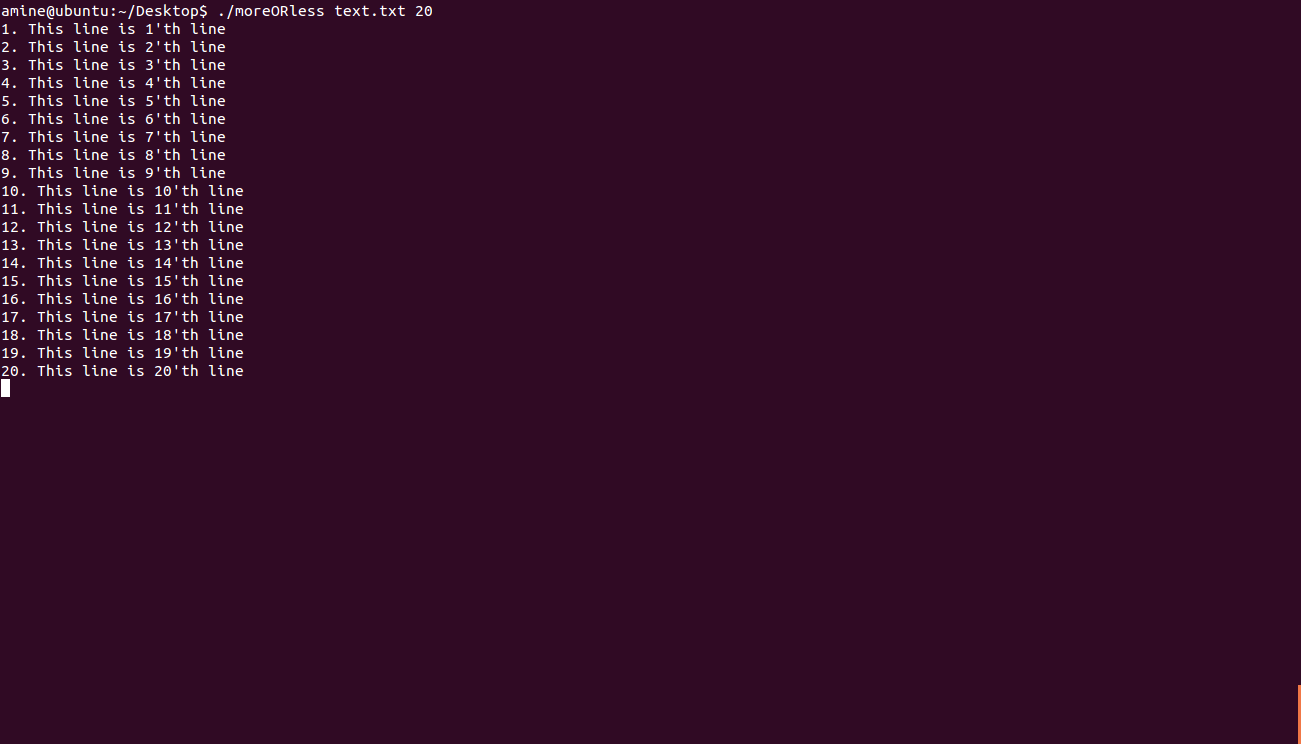 amine@ubuntu:~/Desktop$ ./moreORless text.txt 20
1. This line is 1'th line
2. This line is 2'th line
3. This line is 3'th line
4. This line is 4'th line
5. This line is 5'th line
6. This line is 6'th line
7. This line is 7'th line
8. This line is 8'th line
9. This line is 9'th line
10. This line is 10'th line
11. This line is 11'th line
12. This line is 12'th line
13. This line is 13'th line
14. This line is 14'th line
15. This line is 15'th line
16. This line is 16'th line
17. This line is 17'th line
18. This line is 18'th line
19. This line is 19'th line
20. This line is 20'th line